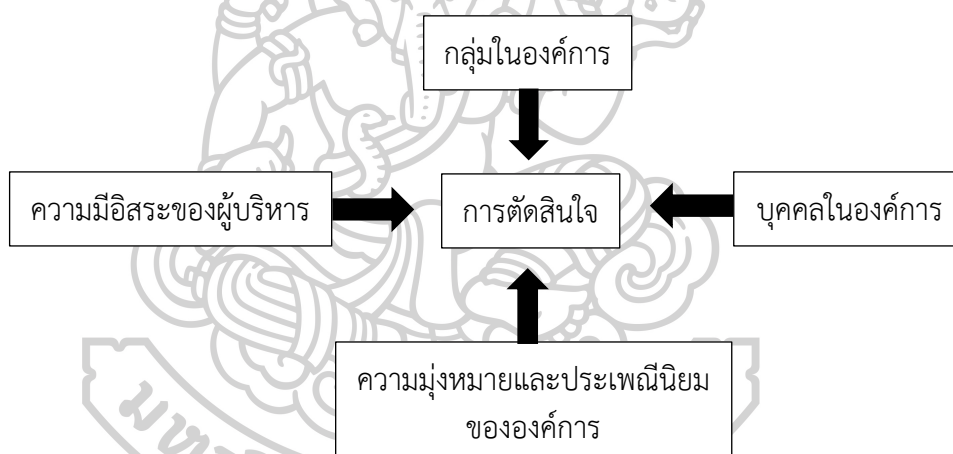 กลุ่มในองค์การ
ความมีอิสระของผู้บริหาร
การตัดสินใจ
บุคคลในองค์การ
ความมุ่งหมายและประเพณีนิยม
ขององค์การ